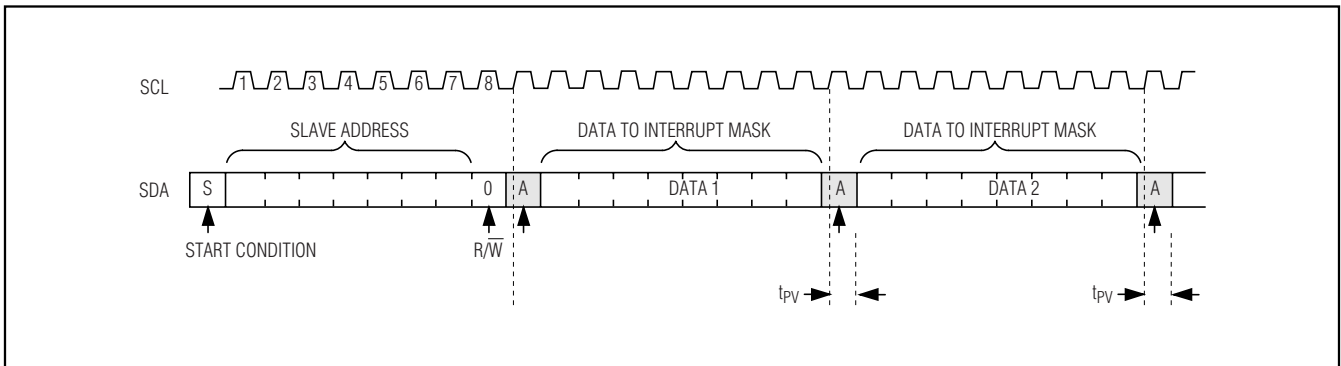 SCL 1 2 3 4 5 6 7 8
SLAVE ADDRESS DATA TO INTERRUPT MASK DATA TO INTERRUPT MASK
SDA S 0 A DATA 1 A DATA 2 A
START CONDITION R/W̅
tPV tPV